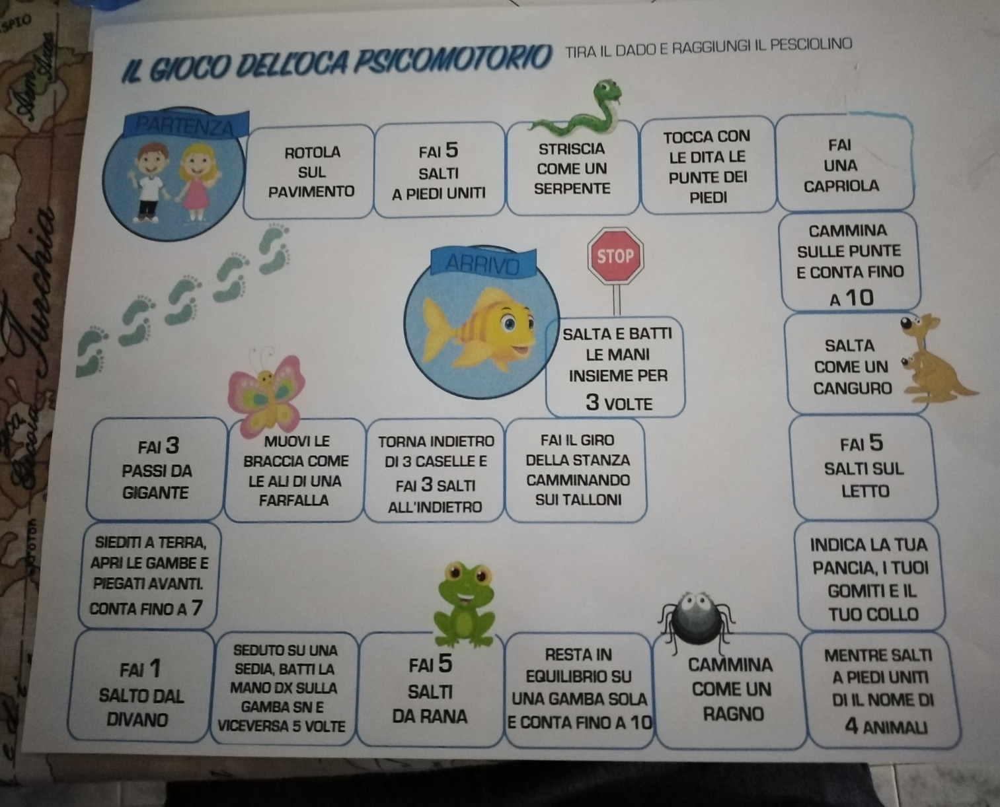 IL GIOCO DELL'OCA PSICOMOTORIO
TIRA IL DADO E RAGGIUNGI IL PESCIOLINO
PARTENZA
ROTOLA
SUL
PAVIMENTO
FAI 5
SALTI
A PIEDI UNITI
STRISCIA
COME UN
SERPENTE
TOCCA CON
LE DITA LE
PUNTE DEI
PIEDI
FAI
UNA
CAPRIOLA
CAMMINA
SULLE PUNTE
E CONTA FINO
A 10
SALTA
COME UN
CANGURO
FAI 5
SALTI SUL
LETTO
INDICA LA TUA
PANCIA, I TUOI
GOMITI E IL
TUO COLLO
MENTRE SALTI
A PIEDI UNITI
DI IL NOME DI
4 ANIMALI
CAMMINA
COME UN
RAGNO
RESTA IN
EQUILIBRIO SU
UNA GAMBA SOLA
E CONTA FINO A 10
FAI 5
SALTI
DA RANA
SEDUTO SU UNA
SEDIA, BATTI LA
MANO DX SULLA
GAMBA SN E
VICEVERSA 5 VOLTE
FAI 1
SALTO DAL
DIVANO
SIEDITI A TERRA,
APRI LE GAMBE E
PIEGATI AVANTI.
CONTA FINO A 7
FAI 3
PASSI DA
GIGANTE
MUOVI LE
BRACCIA COME
LE ALI DI UNA
FARFALLA
TORNA INDIETRO
DI 3 CASELLE E
FAI 3 SALTI
ALL'INDIETRO
FAI IL GIRO
DELLA STANZA
CAMMINANDO
SUI TALLONI
SALTA E BATTI
LE MANI
INSIEME PER
3 VOLTE
STOP
ARRIVO
SPIO
Turchia